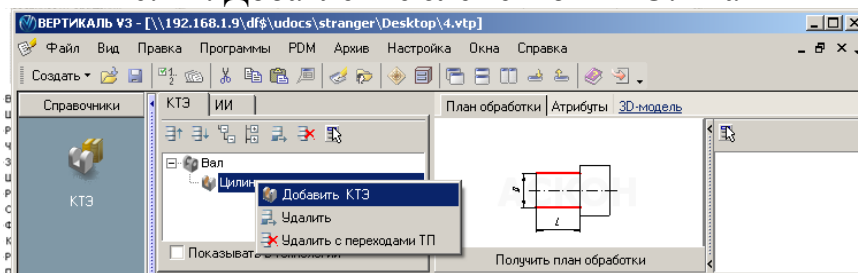 ВЕРТИКАЛЬ V3 - [\\192.168.1.9\df$\udocs\stranger\Desktop\4.vtp]
Файл Вид Правка Программы PDM Архив Настройка Окна Справка
Создать
Справочники
КТЭ ИИ
План обработки Атрибуты 3D-модель
Вал
Цилин
КТЭ
Добавить КТЭ
Удалить
Удалить с переходами ТП
Показывать
L
Получить план обработки